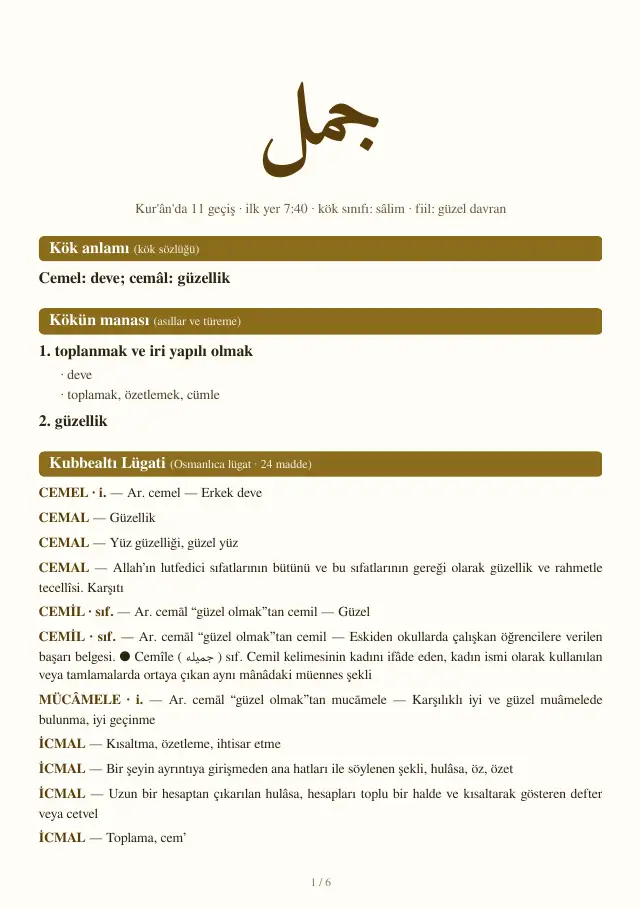 جمل
Kur'ân'da 11 geçiş · ilk yer 7:40 · kök sınıfı: sâlim · fiil: güzel davran
Kök anlamı (kök sözlüğü)
Cemel: deve; cemâl: güzellik
Kökün manası (asıllar ve türeme)
1. toplanmak ve iri yapılı olmak
· deve
· toplamak, özetlemek, cümle
2. güzellik
Kubbealtı Lügati (Osmanlıca lügat · 24 madde)
CEMEL · i. — Ar. cemel — Erkek deve
CEMAL — Güzellik
CEMAL — Yüz güzelliği, güzel yüz
CEMAL — Allah’ın lutfedici sıfatlarının bütünü ve bu sıfatlarının gereği olarak güzellik ve rahmetle
tecellîsi. Karşıtı
CEMİL · sıf. — Ar. cemāl “güzel olmak”tan cemil — Güzel
CEMİL · sıf. — Ar. cemāl “güzel olmak”tan cemil — Eskiden okullarda çalışkan öğrencilere verilen
başarı belgesi. ● Cemîle ( جميله ) sıf. Cemil kelimesinin kadını ifâde eden, kadın ismi olarak kullanılan
veya tamlamalarda ortaya çıkan aynı mânâdaki müennes şekli
MÜCÂMELE · i. — Ar. cemāl “güzel olmak”tan mucāmele — Karşılıklı iyi ve güzel muâmelede
bulunma, iyi geçinme
İCMAL — Kısaltma, özetleme, ihtisar etme
İCMAL — Bir şeyin ayrıntıya girişmeden ana hatları ile söylenen şekli, hulâsa, öz, özet
İCMAL — Uzun bir hesaptan çıkarılan hulâsa, hesapları toplu bir halde ve kısaltarak gösteren defter
veya cetvel
İCMAL — Toplama, cem’
1 / 6